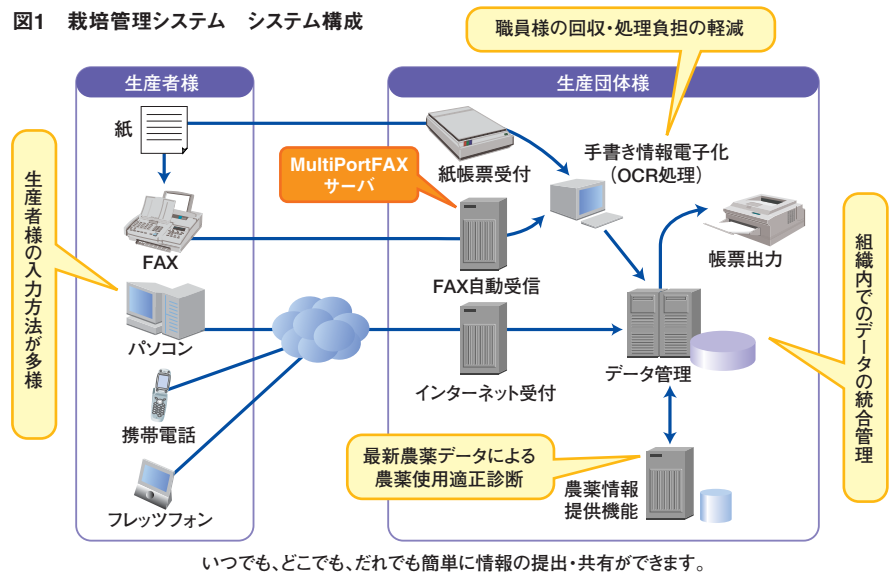 図1 栽培管理システム システム構成
職員様の回収・処理負担の軽減
生産者様
生産団体様
紙
紙帳票受付
手書き情報電子化
(OCR処理)
MultiPortFAX
サーバ
生産者様の入力方法が多様
FAX
FAX自動受信
帳票出力
組織内でのデータの統合管理
パソコン
インターネット受付
データ管理
携帯電話
最新農薬データによる
農薬使用適正診断
農薬情報
提供機能
フレッツフォン
いつでも、どこでも、だれでも簡単に情報の提出・共有ができます。